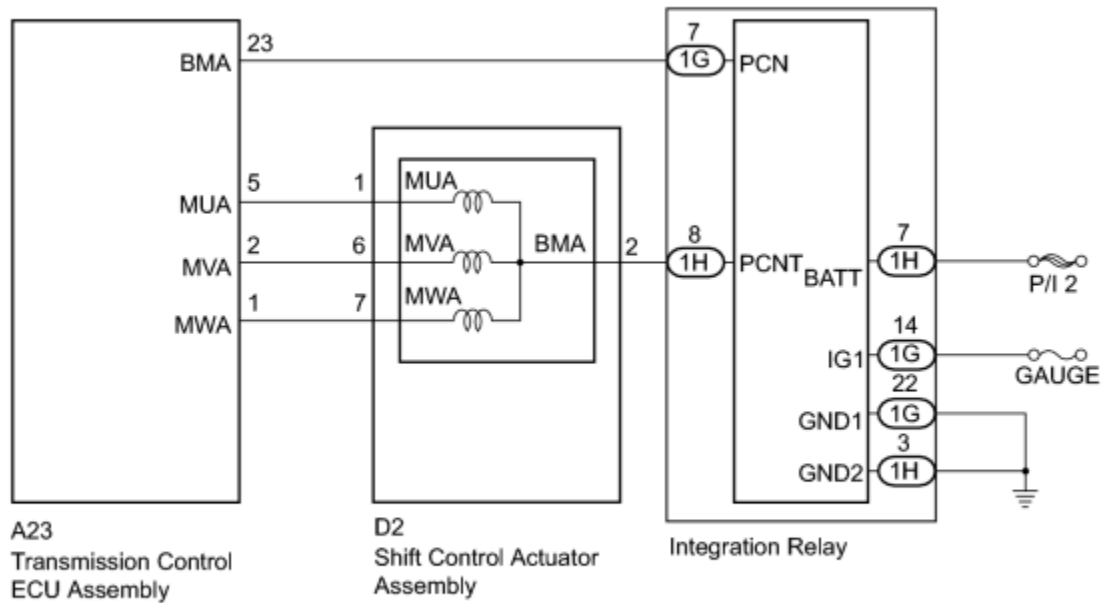 7
23
BMA
1G
PCN
5
1
MUA
MUA
2
6
MVA
BMA
2
8
7
MVA
1H
PCNT
1H
BATT
P/I 2
1
7
MWA
MWA
14
IG1
1G
GAUGE
22
GND1
1G
3
GND2
1H
A23
Transmission Control
ECU Assembly
D2
Shift Control Actuator
Assembly
Integration Relay